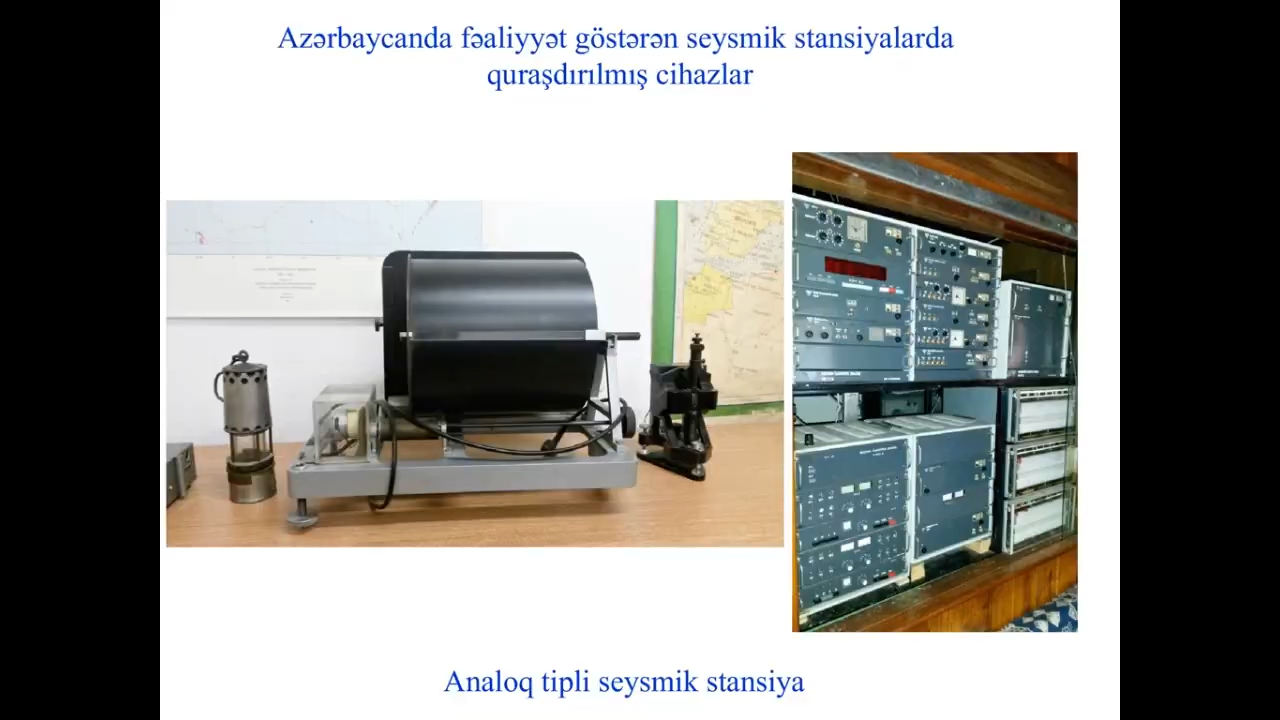 Azərbaycanda fəaliyyət göstərən seysmik stansiyalarda
quraşdırılmış cihazlar
Analoq tipli seysmik stansiya